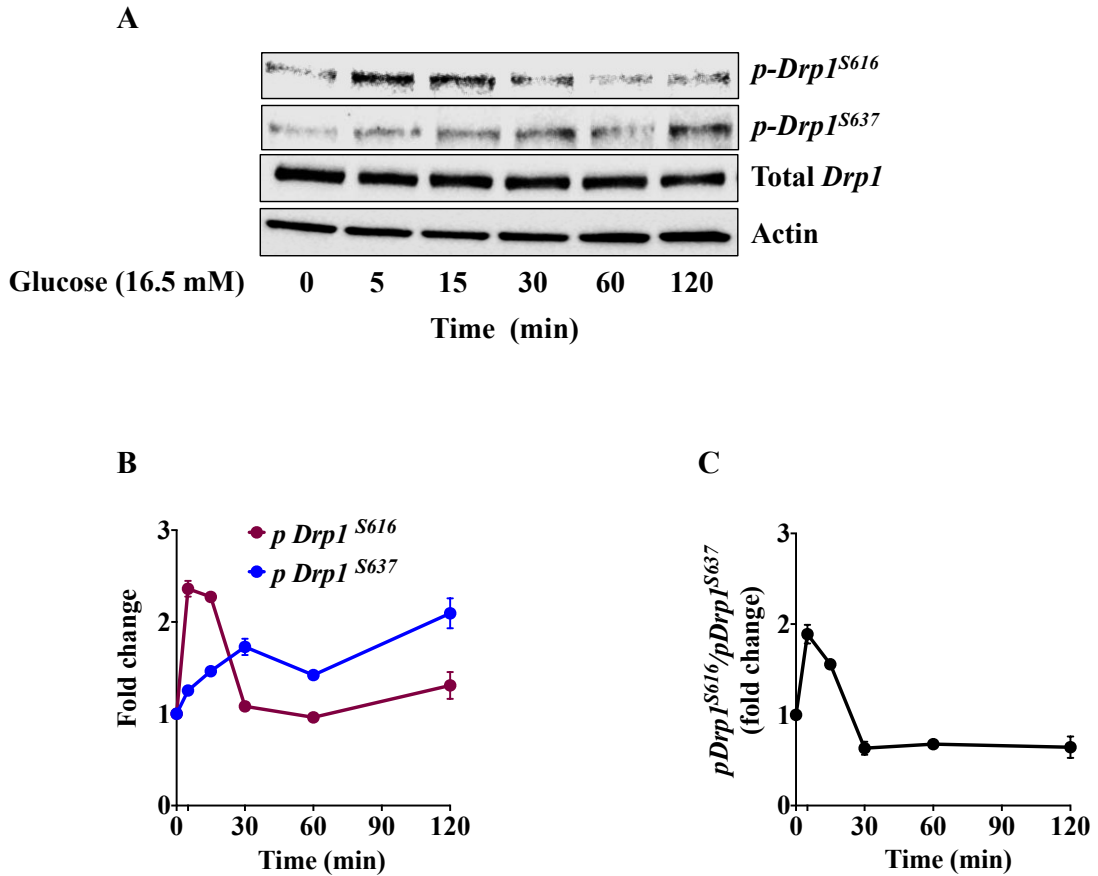 A
p-Drp1S616
p-Drp1S637
Total Drp1
Actin
Glucose (16.5 mM) 0 5 15 30 60 120
Time (min)
B
p Drp1 S616
p Drp1 S637
Fold change
3
2
1
0
0 30 60 90 120
Time (min)
C
pDrp1S616/pDrp1S637
(fold change)
3
2
1
0
0 30 60 90 120
Time (min)